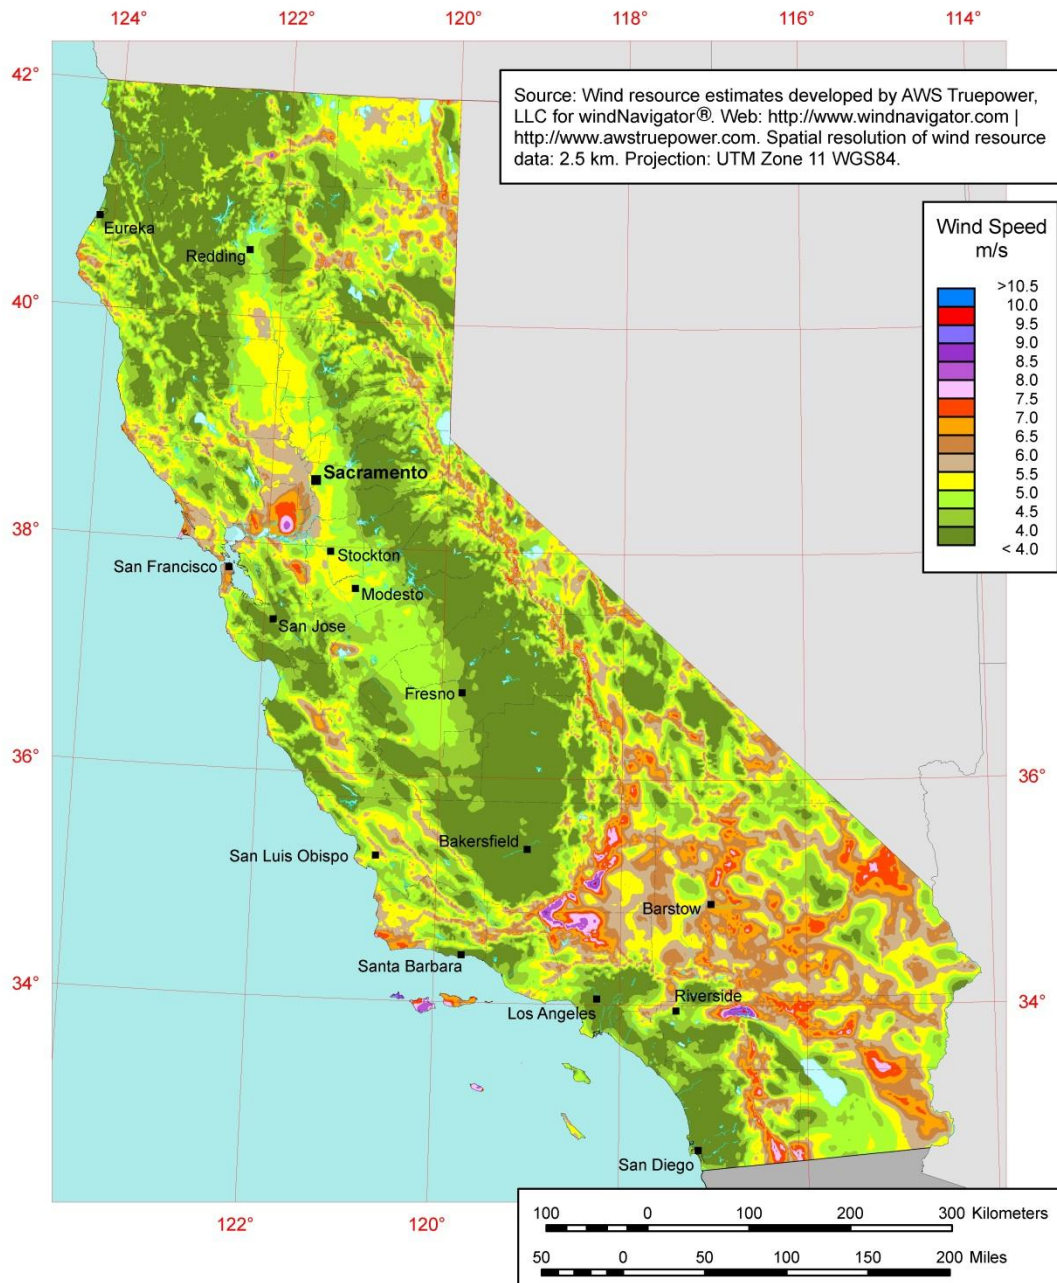 124° 122° 120° 118° 116° 114°
42°
Source: Wind resource estimates developed by AWS Truepower,
LLC for windNavigator®. Web: http://www.windnavigator.com |
http://www.awstruepower.com. Spatial resolution of wind resource
data: 2.5 km. Projection: UTM Zone 11 WGS84.
Wind Speed
m/s
>10.5
10.0
9.5
9.0
8.5
8.0
7.5
7.0
6.5
6.0
5.5
5.0
4.5
4.0
< 4.0
Eureka
Redding
40°
Sacramento
38°
Stockton
San Francisco
Modesto
San Jose
Fresno
36° 36°
Bakersfield
San Luis Obispo
Barstow
Santa Barbara
34° 34°
Riverside
Los Angeles
San Diego
122° 120°
100 0 100 200 300 Kilometers
50 0 50 100 150 200 Miles